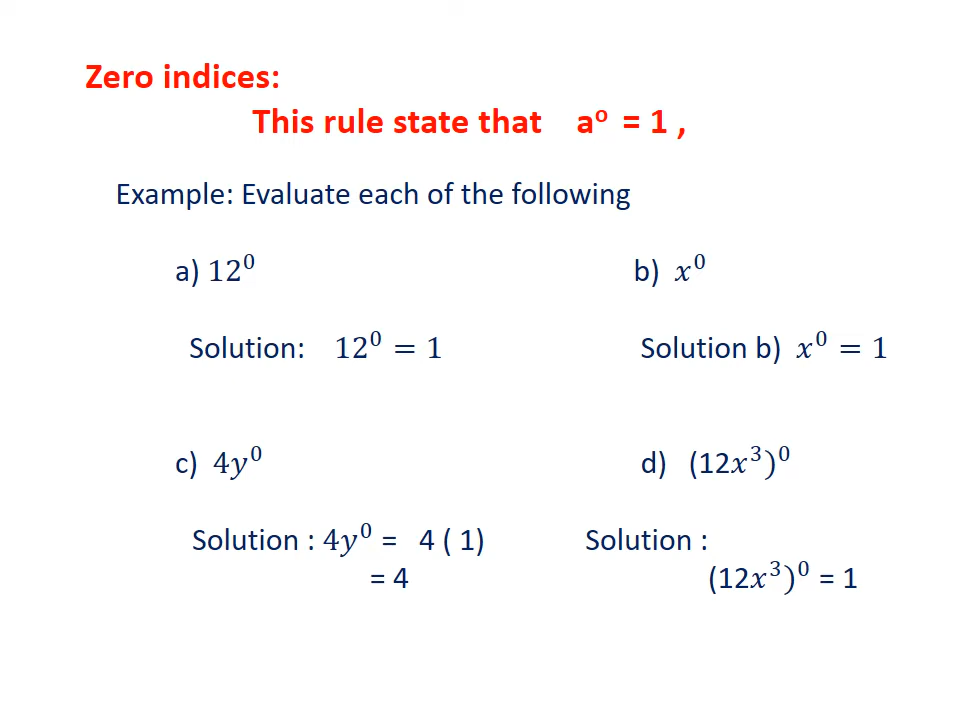 Zero indices:
This rule state that a⁰ = 1 ,
Example: Evaluate each of the following
a) 12⁰ b) x⁰
Solution: 12⁰ = 1 Solution b) x⁰ = 1
c) 4y⁰ d) (12x³)⁰
Solution : 4y⁰ = 4 ( 1) Solution :
= 4 (12x³)⁰ = 1